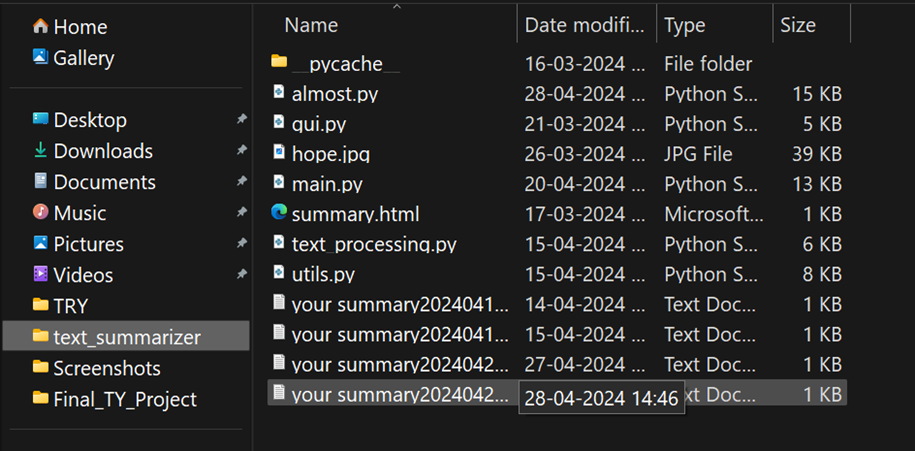 Home
Gallery
Desktop
Downloads
Documents
Music
Pictures
Videos
TRY
text_summarizer
Screenshots
Final_TY_Project
Name Date modifi... Type Size
__pycache__ 16-03-2024 ... File folder
almost.py 28-04-2024 ... Python S... 15 KB
gui.py 21-03-2024 ... Python S... 5 KB
hope.jpg 26-03-2024 ... JPG File 39 KB
main.py 20-04-2024 ... Python S... 13 KB
summary.html 17-03-2024 ... Microsoft... 1 KB
text_processing.py 15-04-2024 ... Python S... 6 KB
utils.py 15-04-2024 ... Python S... 8 KB
your summary2024041... 14-04-2024 ... Text Doc... 1 KB
your summary2024041... 15-04-2024 ... Text Doc... 1 KB
your summary2024042... 27-04-2024 ... Text Doc... 1 KB
your summary2024042... 28-04-2024 14:46 xt Doc... 1 KB